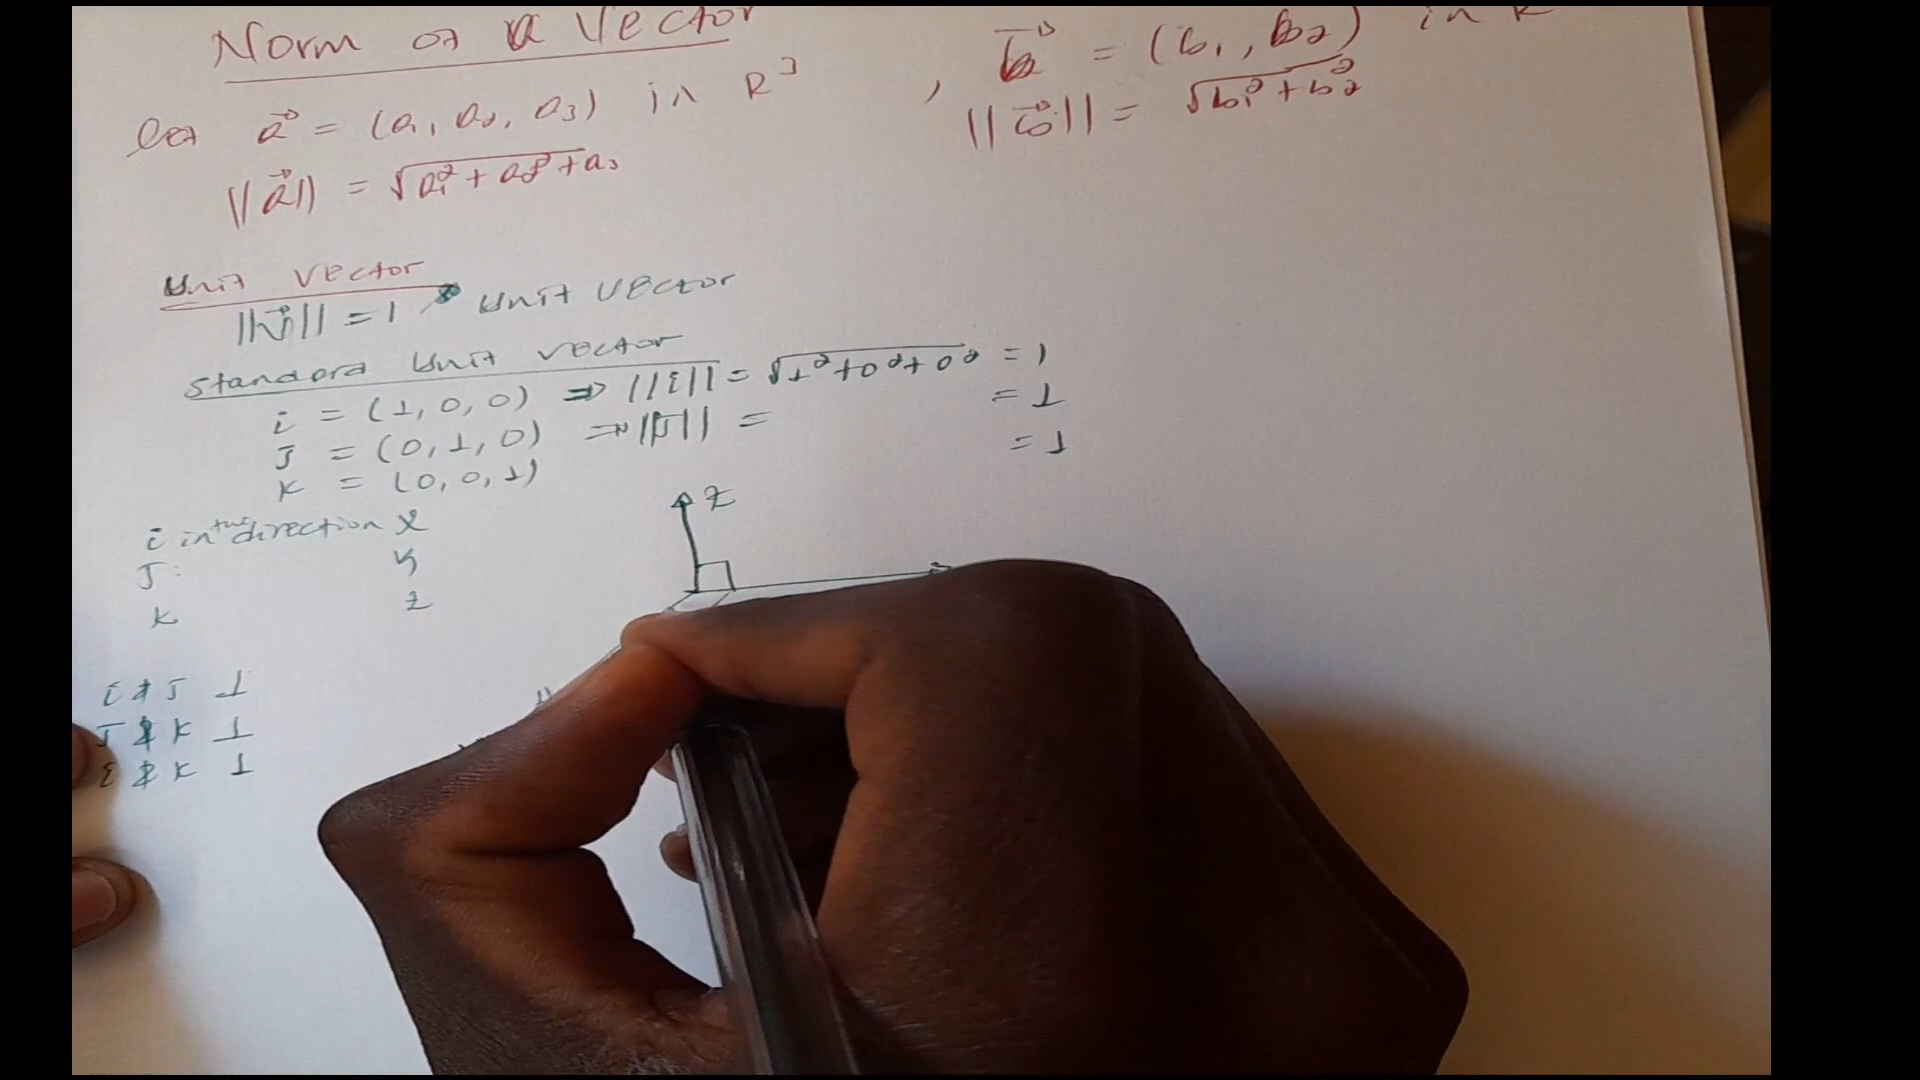 Norm of a Vector
let a⃗ = (a₁, a₂, a₃) in R³ , b⃗ = (b₁, b₂) in R
||a⃗|| = √a₁² + a₂² + a₃ ||b⃗|| = √b₁² + b₂²
Unit Vector
||v⃗|| = 1 → Unit Vector
Standard Unit Vector
i = (1, 0, 0) ⇒ ||i|| = √1² + 0² + 0² = 1
J = (0, 1, 0) ⇒ ||J|| = = 1
K = (0, 0, 1) = 1
Z
i in the direction X
J : y
K z
i & J ⊥
J & K ⊥
i & K ⊥